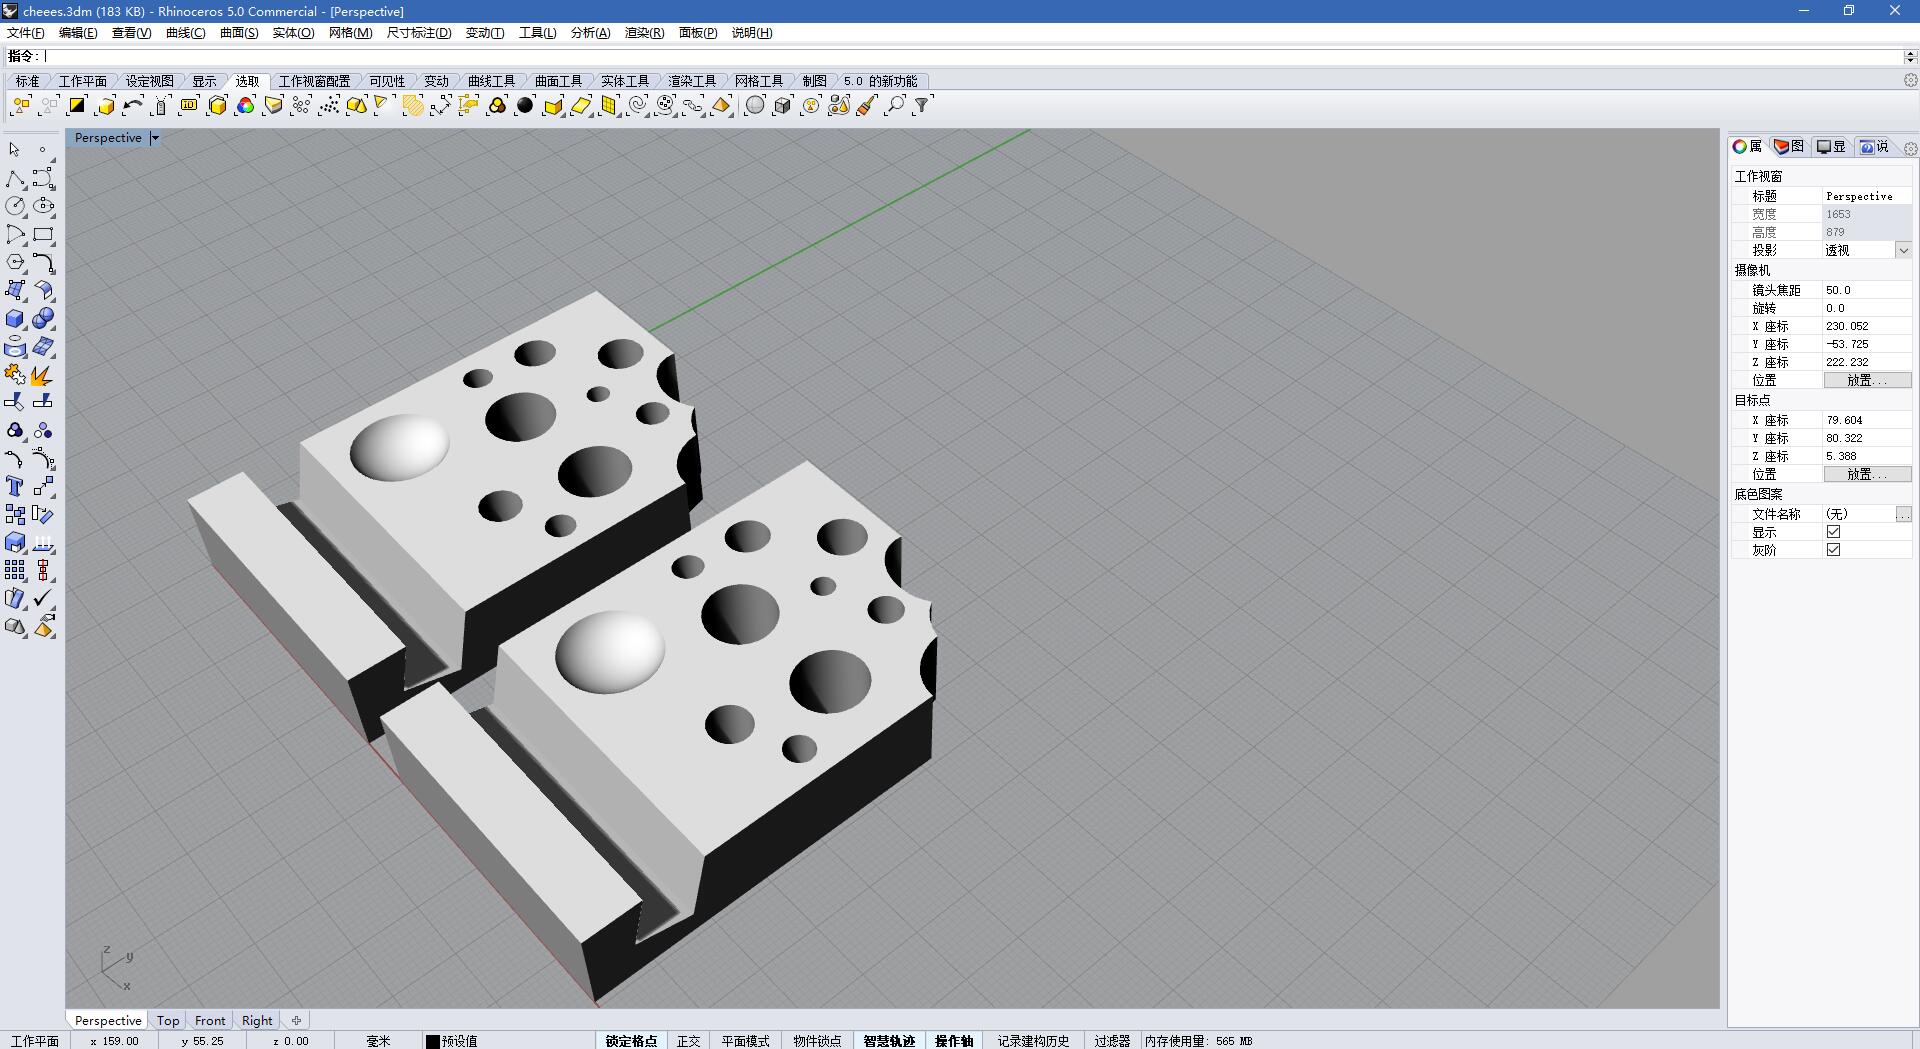 cheees.3dm (183 KB) - Rhinoceros 5.0 Commercial - [Perspective]
文件(F) 编辑(E) 查看(V) 曲线(C) 曲面(S) 实体(O) 网格(M) 尺寸标注(D) 变动(T) 工具(L) 分析(A) 渲染(R) 面板(P) 说明(H)
指令:
标准 工作平面 设定视图 显示 选取 工作视窗配置 可见性 变动 曲线工具 曲面工具 实体工具 渲染工具 网格工具 制图 5.0 的新功能
Perspective
属 图 显 说
工作视窗
标题 Perspective
宽度 1653
高度 879
投影 透视
摄像机
镜头焦距 50.0
旋转 0.0
X 座标 230.052
Y 座标 -53.725
Z 座标 222.232
位置 放置...
目标点
X 座标 79.604
Y 座标 80.322
Z 座标 5.388
位置 放置...
底色图案
文件名称 (无) ...
显示
灰阶
z
y
x
Perspective Top Front Right
工作平面 x 159.00 y 55.25 z 0.00 毫米 预设值 锁定格点 正交 平面模式 物件锁点 智慧轨迹 操作轴 记录建构历史 过滤器 内存使用量: 565 MB